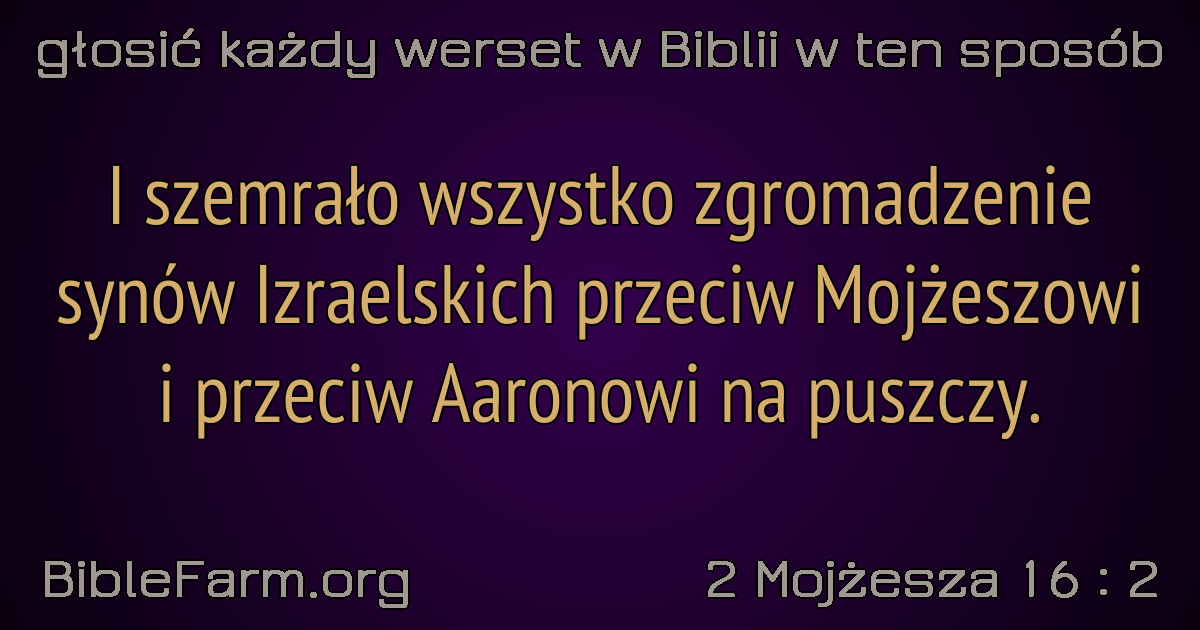 głosić każdy werset w Biblii w ten sposób
I szemrało wszystko zgromadzenie
synów Izraelskich przeciw Mojżeszowi
i przeciw Aaronowi na puszczy.
BibleFarm.org
2 Mojżesza 16 : 2